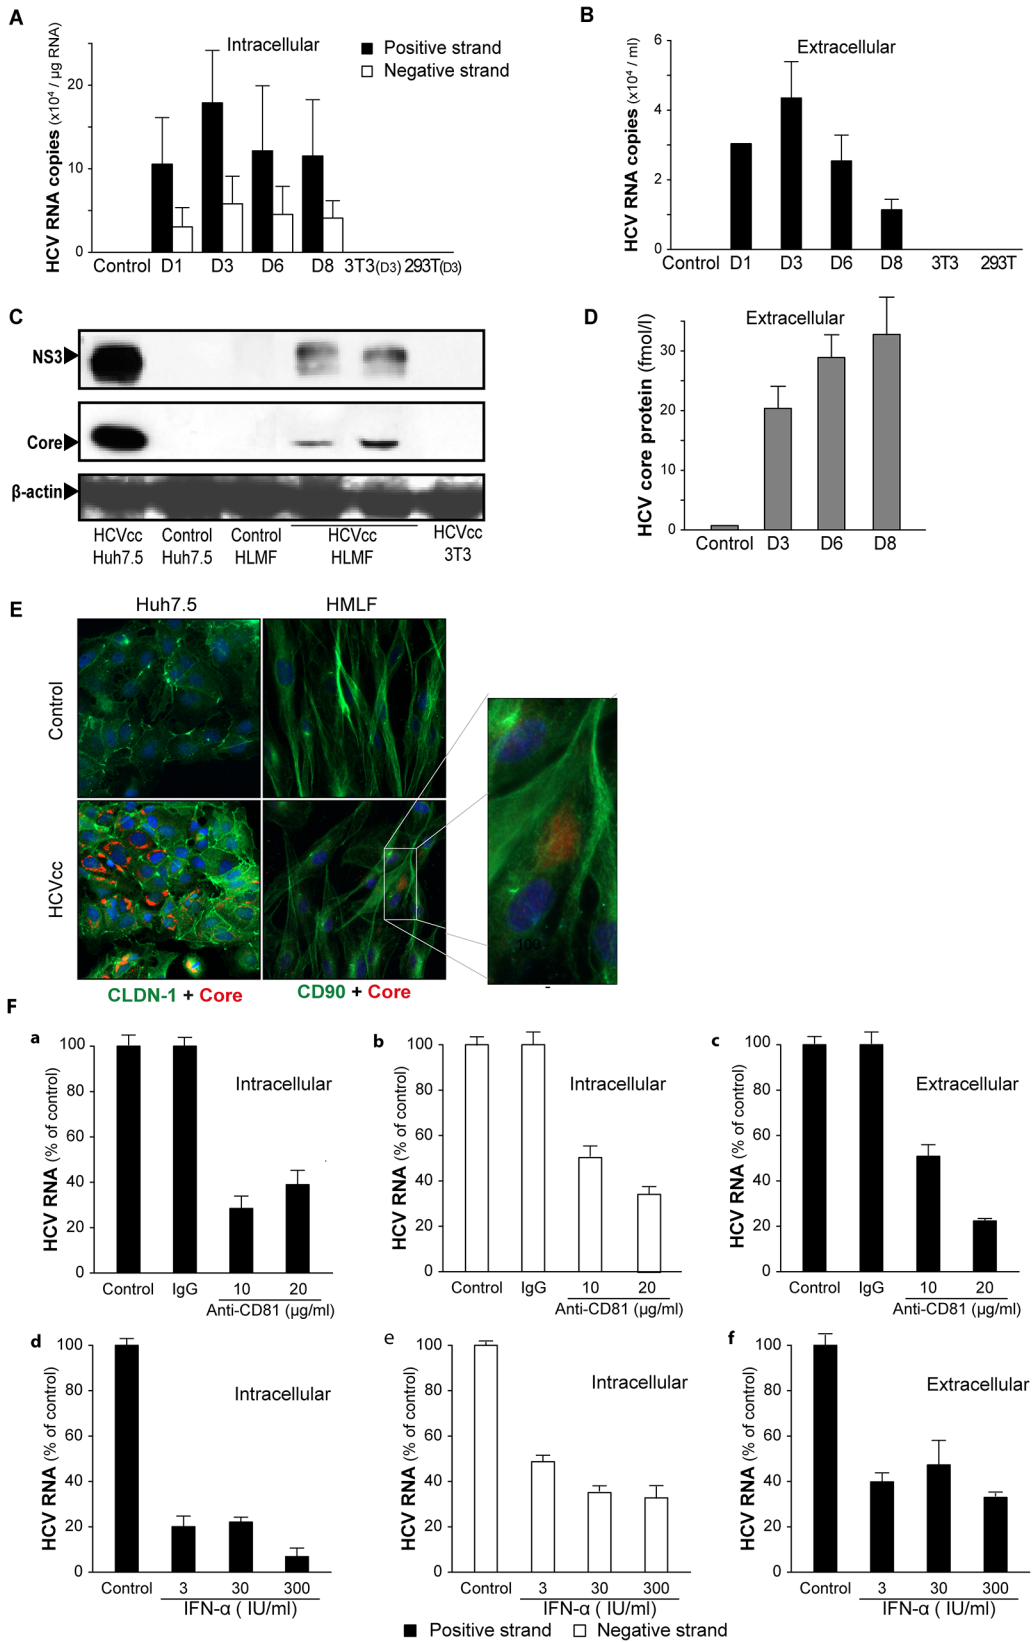 A
Intracellular
Positive strand
Negative strand
HCV RNA copies (x10⁴ / µg RNA)
20
10
0
Control D1 D3 D6 D8 3T3(D3) 293T(D3)
B
Extracellular
HCV RNA copies (x10⁴ / ml)
6
4
2
0
Control D1 D3 D6 D8 3T3 293T
C
NS3
Core
β-actin
HCVcc Control Control HCVcc HCVcc
Huh7.5 Huh7.5 HLMF HLMF 3T3
D
Extracellular
HCV core protein (fmol/l)
30
20
10
0
Control D3 D6 D8
E
Huh7.5 HMLF
Control
HCVcc
100
CLDN-1 + Core CD90 + Core
F
a
HCV RNA (% of control)
100
80
60
40
20
0
Intracellular
Control IgG 10 20
Anti-CD81 (µg/ml)
b
HCV RNA (% of control)
100
80
60
40
20
0
Intracellular
Control IgG 10 20
Anti-CD81 (µg/ml)
c
HCV RNA (% of control)
100
80
60
40
20
0
Extracellular
Control IgG 10 20
Anti-CD81 (µg/ml)
d
HCV RNA (% of control)
100
80
60
40
20
0
Intracellular
Control 3 30 300
IFN-α ( IU/ml)
e
HCV RNA (% of control)
100
80
60
40
20
0
Intracellular
Control 3 30 300
IFN-α ( IU/ml)
f
HCV RNA (% of control)
100
80
60
40
20
0
Extracellular
Control 3 30 300
IFN-α ( IU/ml)
Positive strand Negative strand